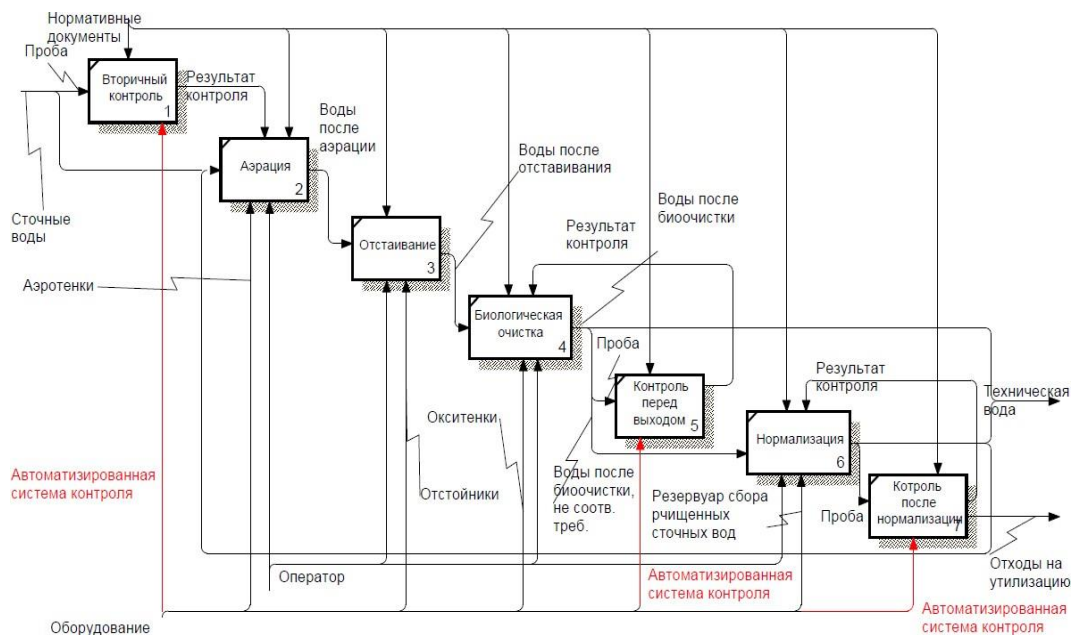 Нормативные
документы
Проба
Вторичный
контроль
1
Результат
контроля
Воды
после
аэрации
Аэрация
2
Сточные
воды
Воды после
отставивания
Воды после
биоочистки
Отстаивание
3
Результат
контроля
Аэротенки
Биологическая
очистка
4
Проба
Контроль
перед
выходом
5
Результат
контроля
Техническая
вода
Нормализация
6
Окситенки
Автоматизированная
система контроля
Отстойники
Воды после
биоочистки,
не соотв.
треб.
Резервуар сбора
рчищенных
сточных вод
Проба
Котроль
после
нормализации
7
Отходы на
утилизацию
Оператор
Автоматизированная
система контроля
Автоматизированная
система контроля
Оборудование